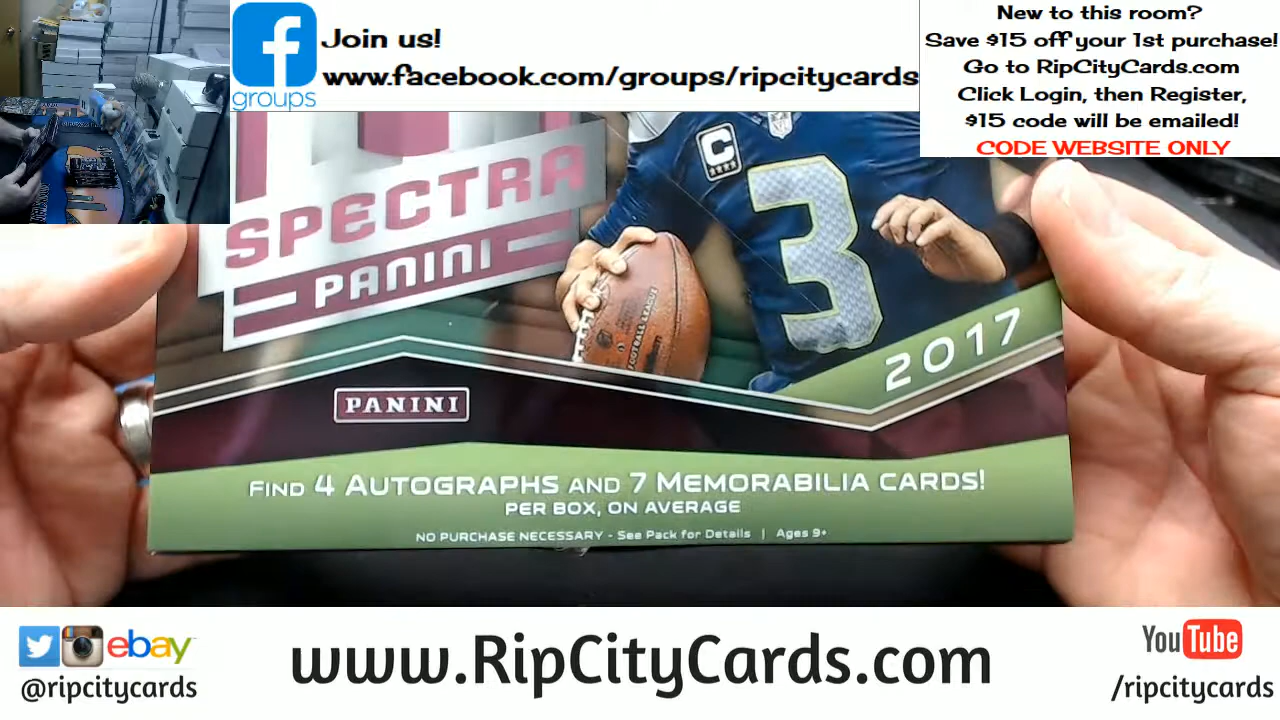 Join us!
www.facebook.com/groups/ripcitycards
groups
New to this room?
Save $15 off your 1st purchase!
Go to RipCityCards.com
Click Login, then Register,
$15 code will be emailed!
CODE WEBSITE ONLY
SPECTRA
PANINI
C
3
2017
PANINI
FIND 4 AUTOGRAPHS AND 7 MEMORABILIA CARDS!
PER BOX, ON AVERAGE
NO PURCHASE NECESSARY - See Pack for Details | Ages 9+
ebay
@ripcitycards
www.RipCityCards.com
YouTube
/ripcitycards